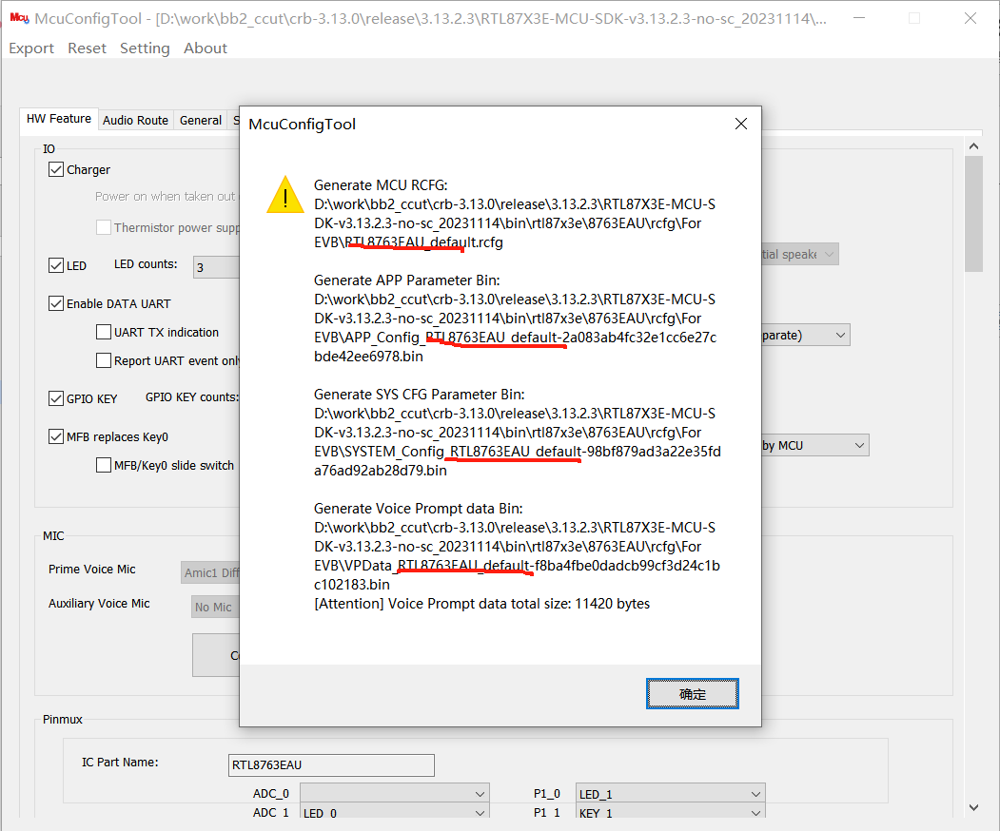 McuConfigTool - [D:\work\bb2_ccut\crb-3.13.0\release\3.13.2.3\RTL87X3E-MCU-SDK-v3.13.2.3-no-sc_20231114\...
Export Reset Setting About
HW Feature Audio Route General S
McuConfigTool
IO
Charger
Power on when taken out
Thermistor power supp
LED LED counts: 3
tial speake
Enable DATA UART
UART TX indication
parate)
Report UART event onl
GPIO KEY GPIO KEY counts:
MFB replaces Key0
by MCU
MFB/Key0 slide switch
Generate MCU RCFG:
D:\work\bb2_ccut\crb-3.13.0\release\3.13.2.3\RTL87X3E-MCU-S
DK-v3.13.2.3-no-sc_20231114\bin\rtl87x3e\8763EAU\rcfg\For
EVB\RTL8763EAU_default.rcfg
Generate APP Parameter Bin:
D:\work\bb2_ccut\crb-3.13.0\release\3.13.2.3\RTL87X3E-MCU-S
DK-v3.13.2.3-no-sc_20231114\bin\rtl87x3e\8763EAU\rcfg\For
EVB\APP_Config_RTL8763EAU_default-2a083ab4fc32e1cc6e27c
bde42ee6978.bin
Generate SYS CFG Parameter Bin:
D:\work\bb2_ccut\crb-3.13.0\release\3.13.2.3\RTL87X3E-MCU-S
DK-v3.13.2.3-no-sc_20231114\bin\rtl87x3e\8763EAU\rcfg\For
EVB\SYSTEM_Config_RTL8763EAU_default-98bf879ad3a22e35fd
a76ad92ab28d79.bin
Generate Voice Prompt data Bin:
D:\work\bb2_ccut\crb-3.13.0\release\3.13.2.3\RTL87X3E-MCU-S
DK-v3.13.2.3-no-sc_20231114\bin\rtl87x3e\8763EAU\rcfg\For
EVB\VPData_RTL8763EAU_default-f8ba4fbe0dadcb99cf3d24c1b
c102183.bin
[Attention] Voice Prompt data total size: 11420 bytes
确定
MIC
Prime Voice Mic Amic1 Diff
Auxiliary Voice Mic No Mic
Pinmux
IC Part Name: RTL8763EAU
ADC_0 P1_0 LED_1
ADC_1 LED_0 P1_1 KEY_1